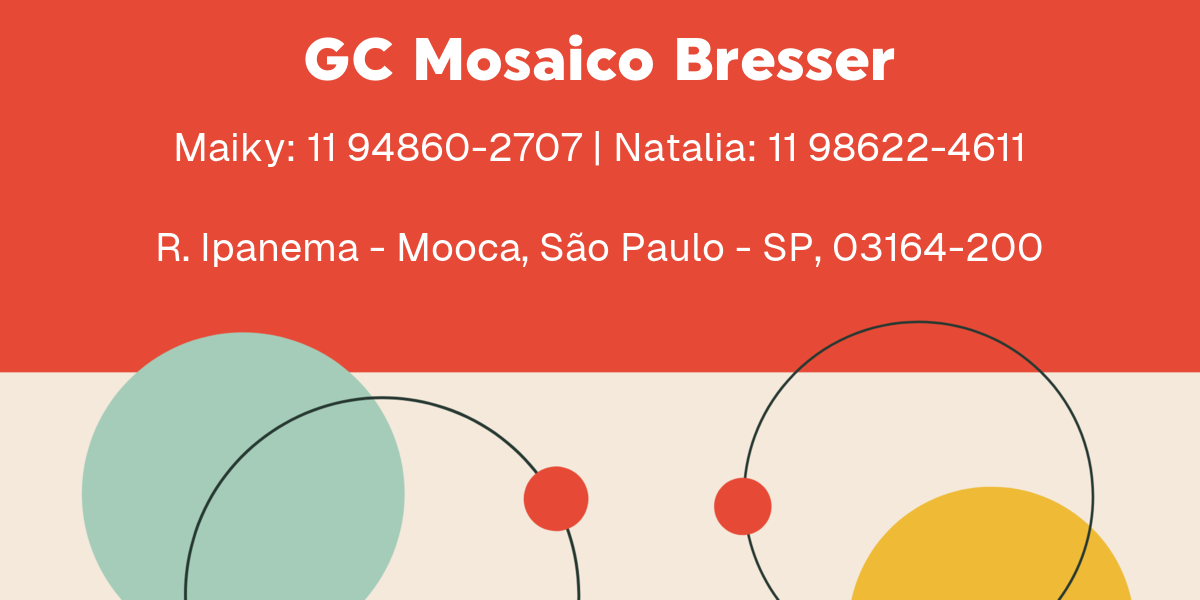 GC Mosaico Bresser
Maiky: 11 94860-2707 | Natalia: 11 98622-4611
R. Ipanema - Mooca, São Paulo - SP, 03164-200